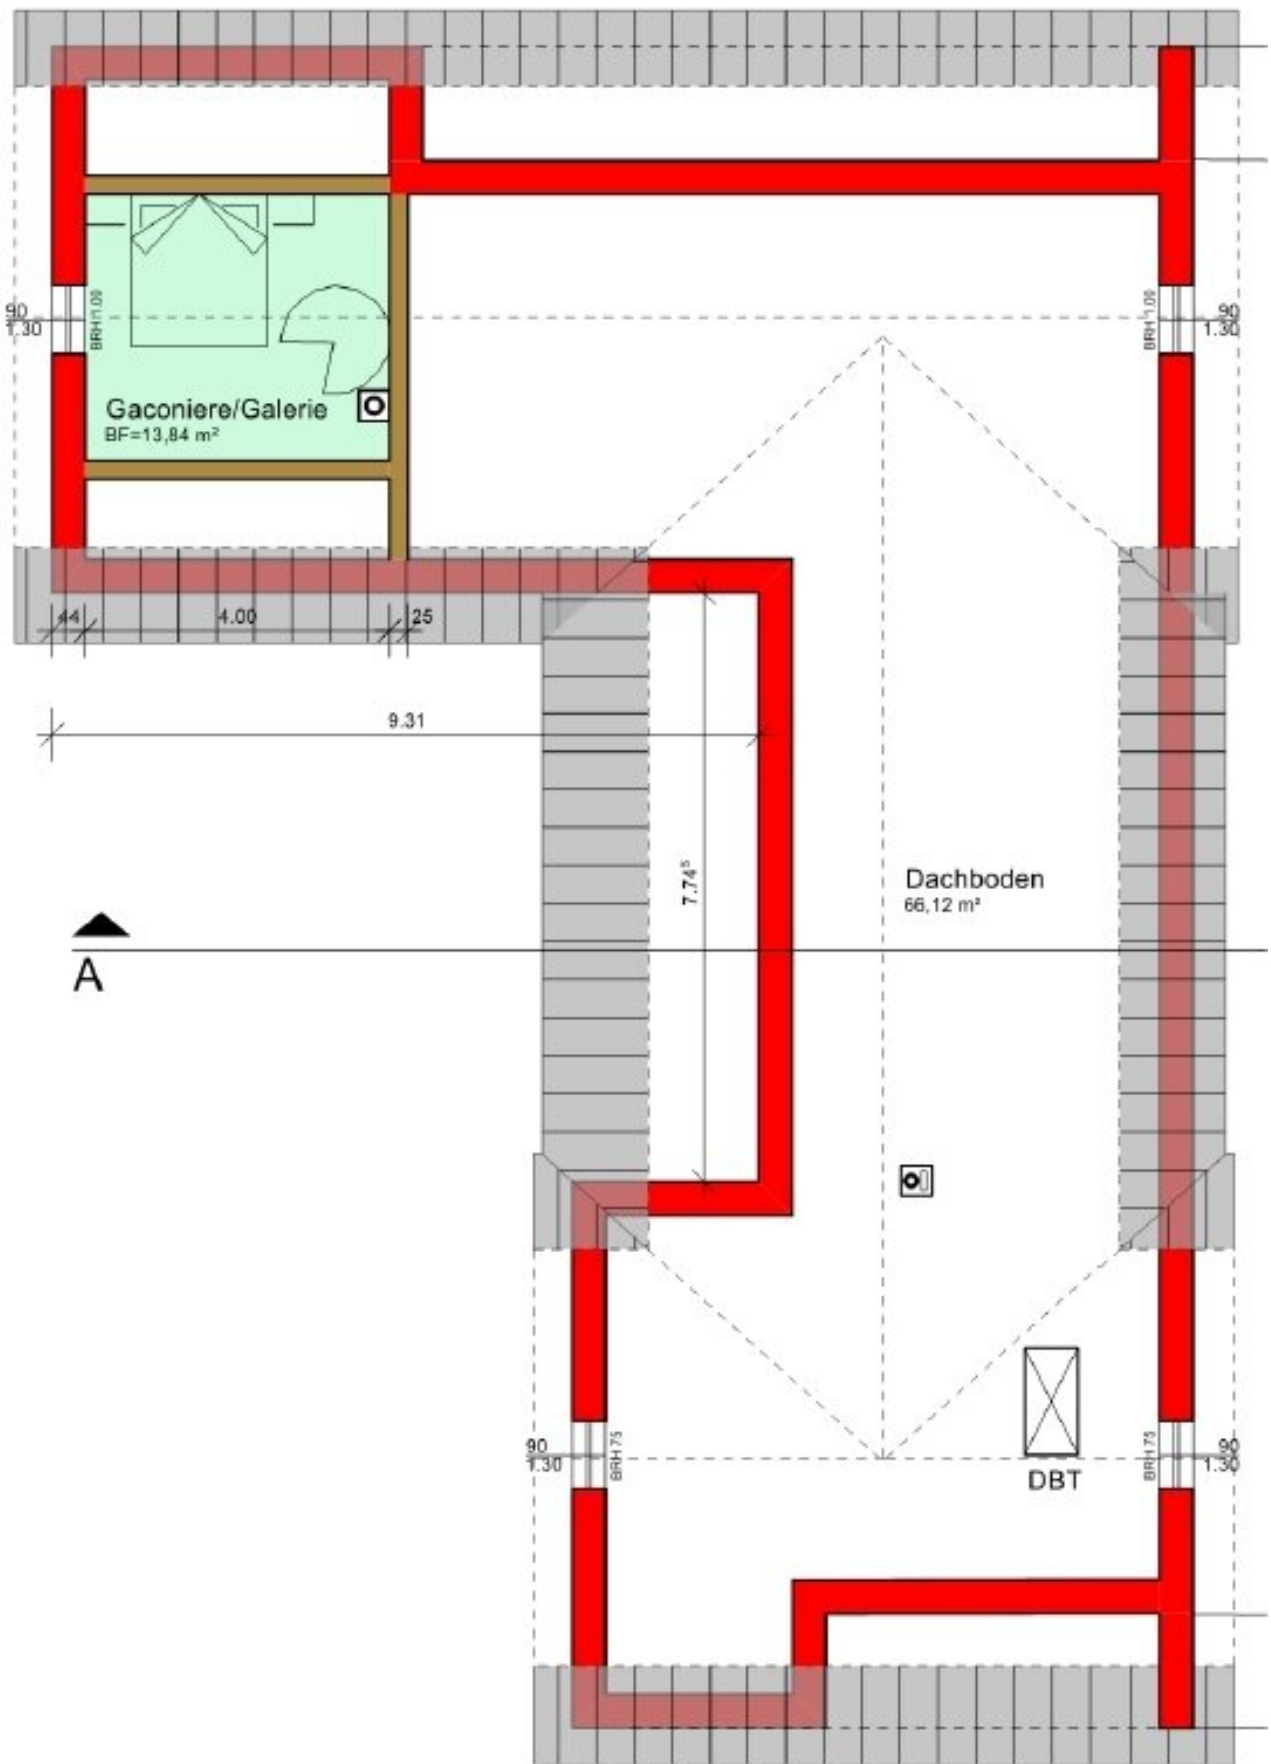 90
1.30
BRH 1.00
BRH 1.00
90
1.30
Gaconiere/Galerie
BF=13,84 m²
44
4.00
25
9.31
7.74⁵
Dachboden
66,12 m²
A
90
1.30
BRH 75
DBT
BRH 75
90
1.30